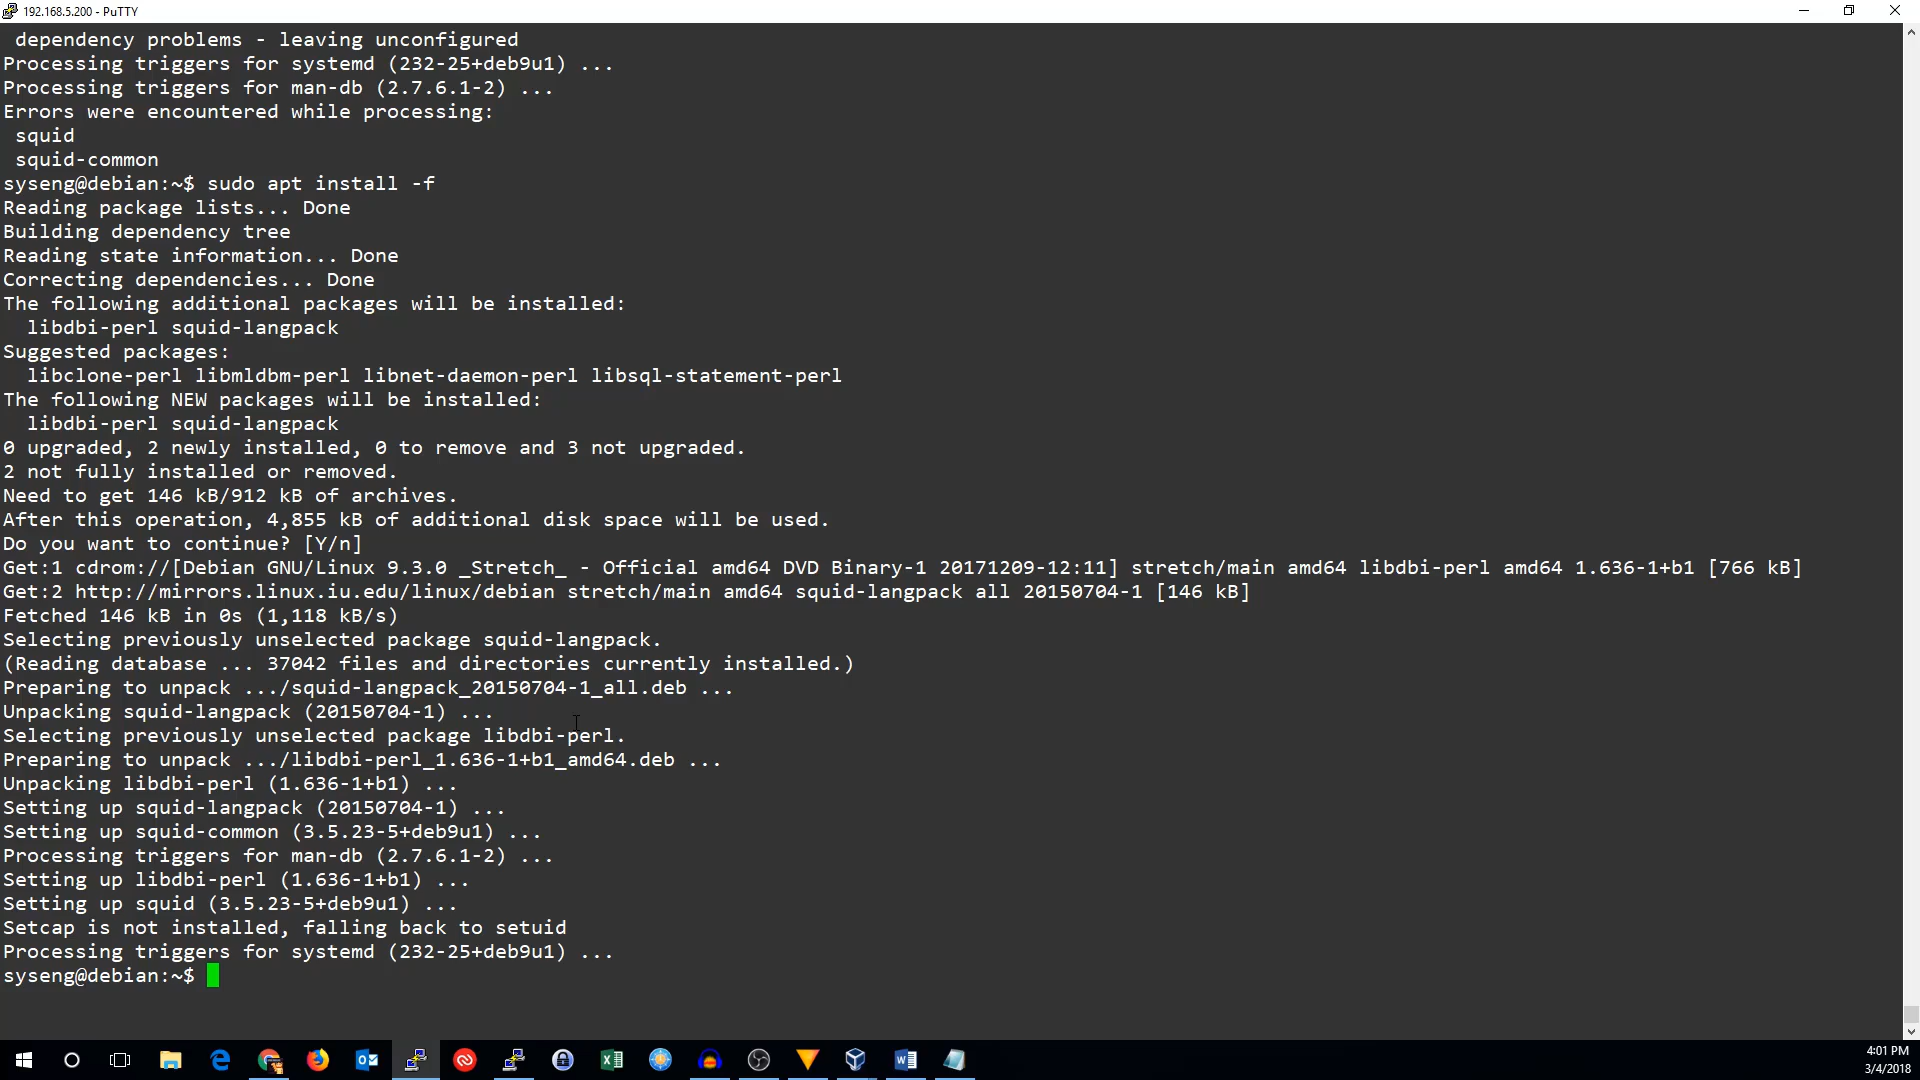 192.168.5.200 - PuTTY
dependency problems - leaving unconfigured
Processing triggers for systemd (232-25+deb9u1) ...
Processing triggers for man-db (2.7.6.1-2) ...
Errors were encountered while processing:
squid
squid-common
syseng@debian:~$ sudo apt install -f
Reading package lists... Done
Building dependency tree
Reading state information... Done
Correcting dependencies... Done
The following additional packages will be installed:
libdbi-perl squid-langpack
Suggested packages:
libclone-perl libmldbm-perl libnet-daemon-perl libsql-statement-perl
The following NEW packages will be installed:
libdbi-perl squid-langpack
0 upgraded, 2 newly installed, 0 to remove and 3 not upgraded.
2 not fully installed or removed.
Need to get 146 kB/912 kB of archives.
After this operation, 4,855 kB of additional disk space will be used.
Do you want to continue? [Y/n]
Get:1 cdrom://[Debian GNU/Linux 9.3.0 _Stretch_ - Official amd64 DVD Binary-1 20171209-12:11] stretch/main amd64 libdbi-perl amd64 1.636-1+b1 [766 kB]
Get:2 http://mirrors.linux.iu.edu/linux/debian stretch/main amd64 squid-langpack all 20150704-1 [146 kB]
Fetched 146 kB in 0s (1,118 kB/s)
Selecting previously unselected package squid-langpack.
(Reading database ... 37042 files and directories currently installed.)
Preparing to unpack .../squid-langpack_20150704-1_all.deb ...
Unpacking squid-langpack (20150704-1) ...
Selecting previously unselected package libdbi-perl.
Preparing to unpack .../libdbi-perl_1.636-1+b1_amd64.deb ...
Unpacking libdbi-perl (1.636-1+b1) ...
Setting up squid-langpack (20150704-1) ...
Setting up squid-common (3.5.23-5+deb9u1) ...
Processing triggers for man-db (2.7.6.1-2) ...
Setting up libdbi-perl (1.636-1+b1) ...
Setting up squid (3.5.23-5+deb9u1) ...
Setcap is not installed, falling back to setuid
Processing triggers for systemd (232-25+deb9u1) ...
syseng@debian:~$
4:01 PM
3/4/2018